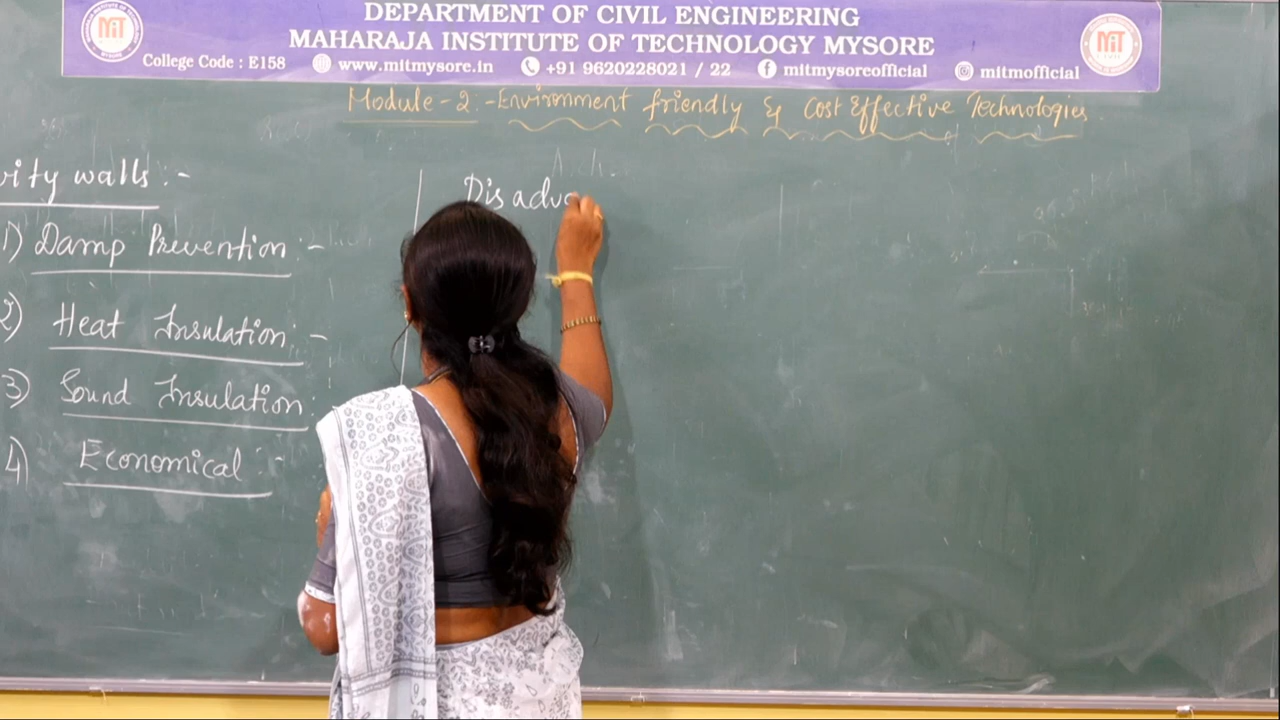 DEPARTMENT OF CIVIL ENGINEERING
MAHARAJA INSTITUTE OF TECHNOLOGY MYSORE
College Code : E158 www.mitmysore.in +91 9620228021 / 22 mitmysoreofficial mitmofficial
Module-2:-Environment friendly & Cost Effective Technologies
vity walls:-
1) Damp Prevention:-
2) Heat Insulation:-
3) Sound Insulation:
4) Economical:-
Disadva